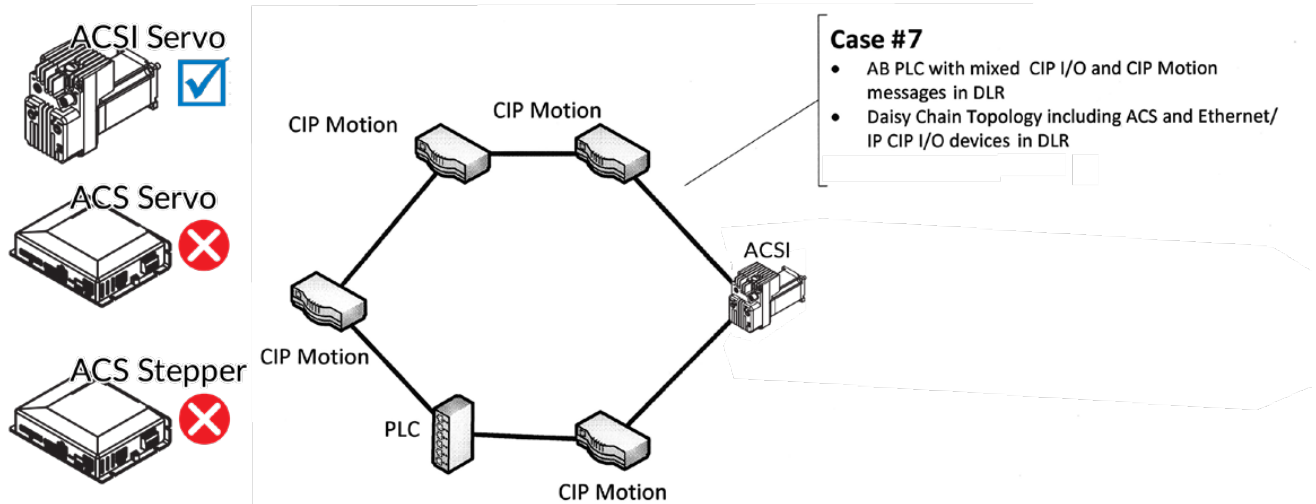 ACSI Servo
ACS Servo
ACS Stepper
CIP Motion
CIP Motion
CIP Motion
PLC
CIP Motion
ACSI
Case #7
• AB PLC with mixed CIP I/O and CIP Motion
messages in DLR
• Daisy Chain Topology including ACS and Ethernet/
IP CIP I/O devices in DLR